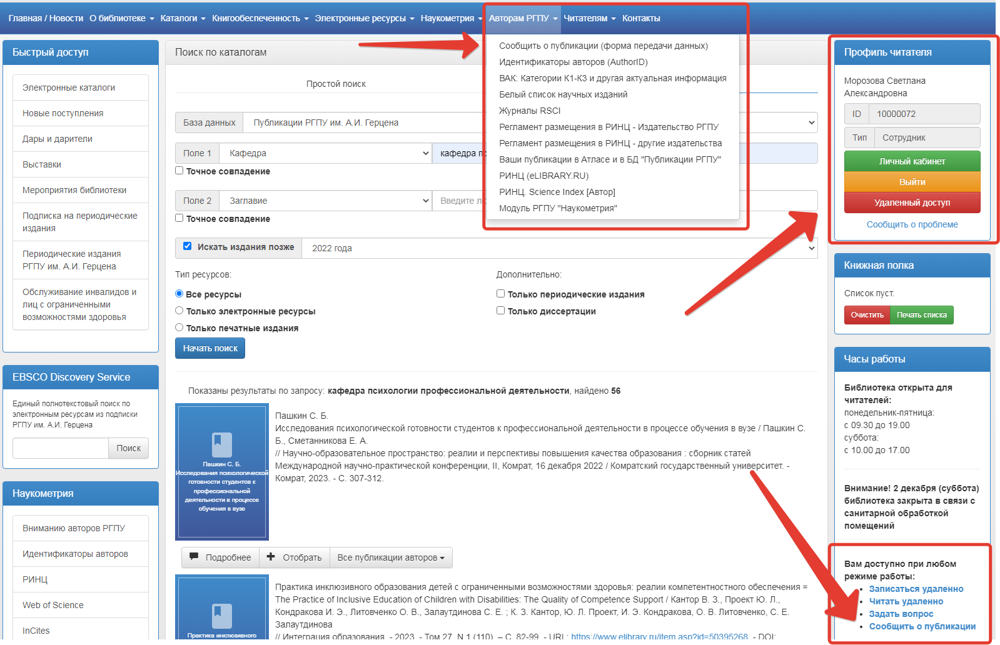 Главная / Новости О библиотеке Каталоги Книгообеспеченность Электронные ресурсы Наукометрия Авторам РГПУ Читателям Контакты
Быстрый доступ
Электронные каталоги
Новые поступления
Дары и дарители
Выставки
Мероприятия библиотеки
Подписка на периодические
издания
Периодические издания
РГПУ им. А.И. Герцена
Обслуживание инвалидов и
лиц с ограниченными
возможностями здоровья
EBSCO Discovery Service
Единый полнотекстовый поиск по
электронным ресурсам из подписки
РГПУ им. А.И. Герцена
Поиск
Наукометрия
Вниманию авторов РГПУ
Идентификаторы авторов
РИНЦ
Web of Science
InCites
Поиск по каталогам
Простой поиск
База данных Публикации РГПУ им. А.И. Герцена
Поле 1 Кафедра кафедра
Точное совпадение
Поле 2 Заглавие Введите
Точное совпадение
Искать издания позже 2022 года
Тип ресурсов:
Все ресурсы
Только электронные ресурсы
Только печатные издания
Дополнительно:
Только периодические издания
Только диссертации
Начать поиск
Сообщить о публикации (форма передачи данных)
Идентификаторы авторов (AuthorID)
ВАК: Категории К1-К3 и другая актуальная информация
Белый список научных изданий
Журналы RSCI
Регламент размещения в РИНЦ - Издательство РГПУ
Регламент размещения в РИНЦ - другие издательства
Ваши публикации в Атласе и в БД "Публикации РГПУ"
РИНЦ (eLIBRARY.RU)
РИНЦ. Science Index [Автор]
Модуль РГПУ "Наукометрия"
Показаны результаты по запросу: кафедра психологии профессиональной деятельности, найдено 56
Пашкин С. Б.
Исследования психологической
готовности студентов к
профессиональной
деятельности в процессе
обучения в вузе
Пашкин С. Б.
Исследования психологической готовности студентов к профессиональной деятельности в процессе обучения в вузе / Пашкин С.
Б., Сметанникова Е. А.
// Научно-образовательное пространство: реалии и перспективы повышения качества образования : сборник статей
Международной научно-практической конференции, II, Комрат, 16 декабря 2022 / Комратский государственный университет. -
Комрат, 2023. - С. 307-312.
Подробнее Отобрать Все публикации авторов
Практика инклюзивного
Практика инклюзивного образования детей с ограниченными возможностями здоровья: реалии компетентностного обеспечения =
The Practice of Inclusive Education of Children with Disabilities: The Quality of Competence Support / Кантор В. З., Проект Ю. Л.,
Кондракова И. Э., Литовченко О. В., Залаутдинова С. Е. ; К. З. Кантор, Ю. Л. Проект, И. Э. Кондракова, О. В. Литовченко, С. Е.
Залаутдинова
// Интеграция образования. - 2023. - Том 27, N 1 (110). – С. 82-99. - URL: https://www.elibrary.ru/item.asp?id=50395268. - DOI:
Профиль читателя
Морозова Светлана
Александровна
ID 10000072
Тип Сотрудник
Личный кабинет
Выйти
Удаленный доступ
Сообщить о проблеме
Книжная полка
Список пуст.
Очистить Печать списка
Часы работы
Библиотека открыта для
читателей:
понедельник-пятница:
с 09.30 до 19.00
суббота:
с 10.00 до 17.00
Внимание! 2 декабря (суббота)
библиотека закрыта в связи с
санитарной обработкой
помещений
Вам доступно при любом
режиме работы:
Записаться удаленно
Читать удаленно
Задать вопрос
Сообщить о публикации